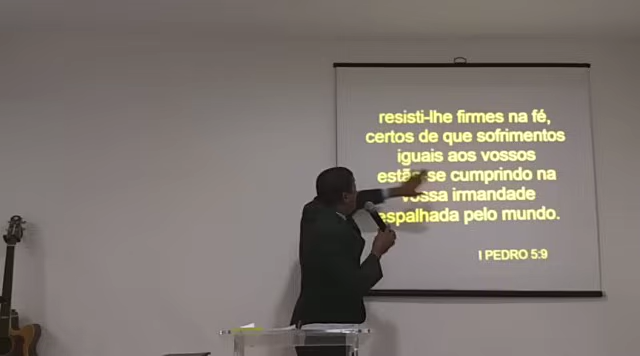 resisti-lhe firmes na fé,
certos de que sofrimentos
iguais aos vossos
estão-se cumprindo na
vossa irmandade
espalhada pelo mundo.
I PEDRO 5:9